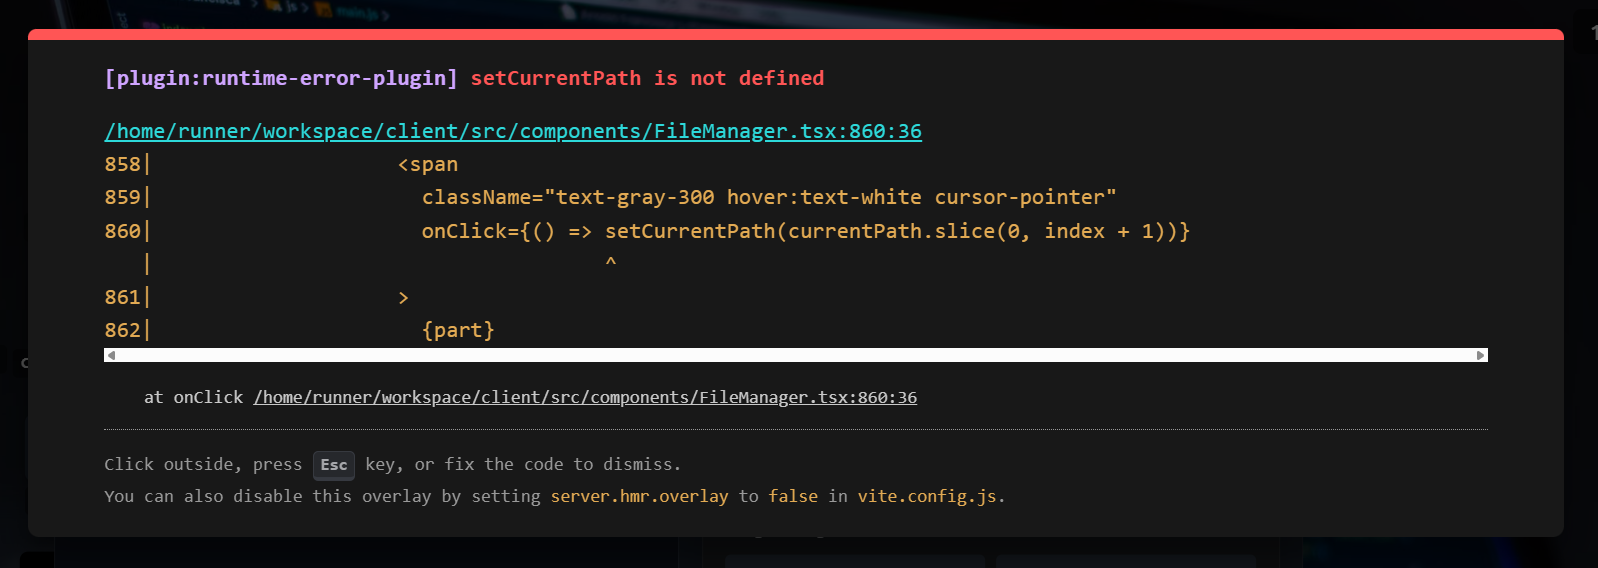 js > main.js >
[plugin:runtime-error-plugin] setCurrentPath is not defined
/home/runner/workspace/client/src/components/FileManager.tsx:860:36
858| <span
859| className="text-gray-300 hover:text-white cursor-pointer"
860| onClick={() => setCurrentPath(currentPath.slice(0, index + 1))}
| ^
861| >
862| {part}
at onClick /home/runner/workspace/client/src/components/FileManager.tsx:860:36
Click outside, press Esc key, or fix the code to dismiss.
You can also disable this overlay by setting server.hmr.overlay to false in vite.config.js.